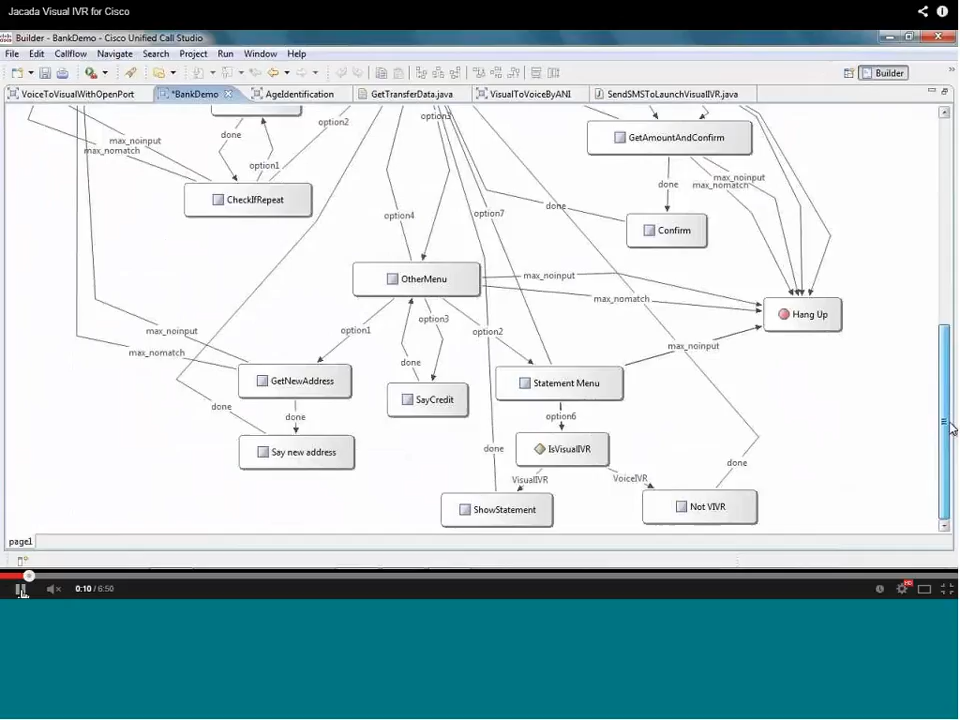 Jacada Visual IVR for Cisco
Builder - BankDemo - Cisco Unified Call Studio
File Edit Callflow Navigate Search Project Run Window Help
Builder
VoiceToVisualWithOpenPort *BankDemo AgeIdentification GetTransferData.java VisualToVoiceByANI SendSMSToLaunchVisualIVR.java
option2
option3
done
max_noinput
max_nomatch
option1
GetAmountAndConfirm
max_noinput
max_nomatch
done
CheckIfRepeat
option4
option7
done
Confirm
OtherMenu
max_noinput
max_nomatch
Hang Up
max_noinput
max_nomatch
option1
option3
option2
max_noinput
done
GetNewAddress
SayCredit
Statement Menu
done
done
option6
Say new address
done
IsVisualIVR
done
VisualIVR
VoiceIVR
ShowStatement
Not VIVR
page1
0:10 / 6:50
HD